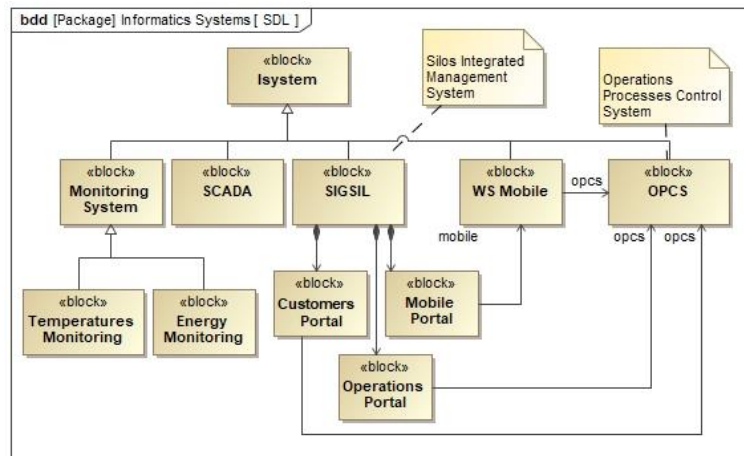 bdd [Package] Informatics Systems [ SDL ]
«block»
Isystem
Silos Integrated
Management
System
Operations
Processes Control
System
«block»
Monitoring
System
«block»
SCADA
«block»
SIGSIL
«block»
WS Mobile
opcs
«block»
OPCS
mobile
opcs
opcs
«block»
Temperatures
Monitoring
«block»
Energy
Monitoring
«block»
Customers
Portal
«block»
Mobile
Portal
«block»
Operations
Portal